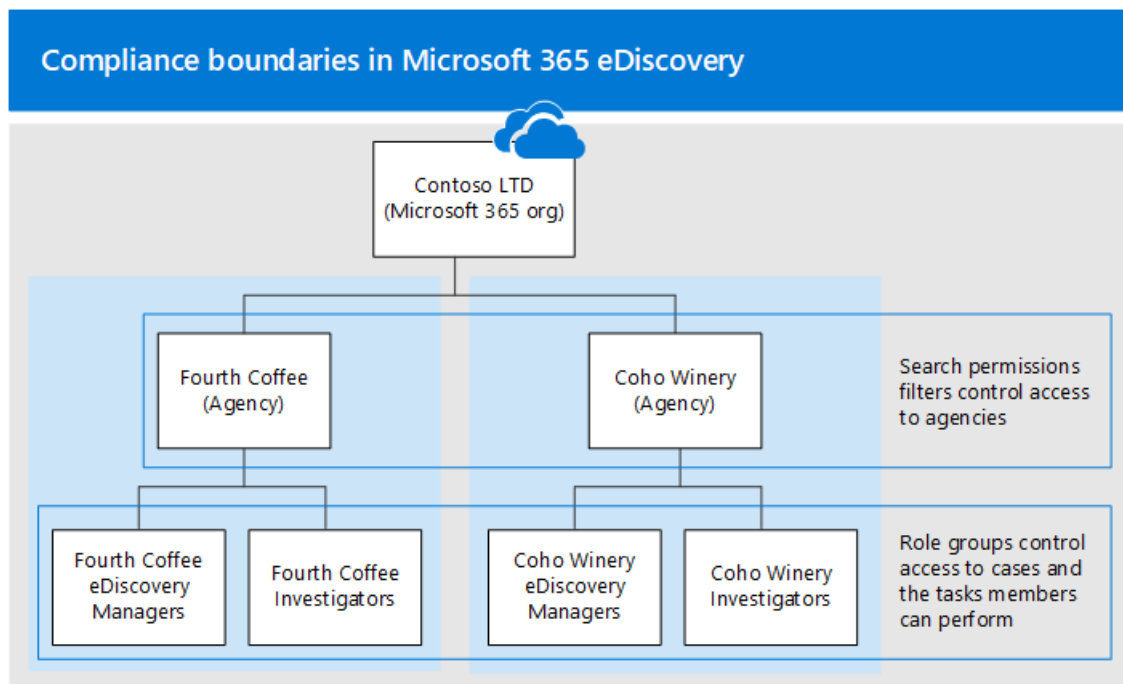 Compliance boundaries in Microsoft 365 eDiscovery
Contoso LTD
(Microsoft 365 org)
Fourth Coffee
(Agency)
Coho Winery
(Agency)
Search permissions
filters control access
to agencies
Fourth Coffee
eDiscovery
Managers
Fourth Coffee
Investigators
Coho Winery
eDiscovery
Managers
Coho Winery
Investigators
Role groups control
access to cases and
the tasks members
can perform